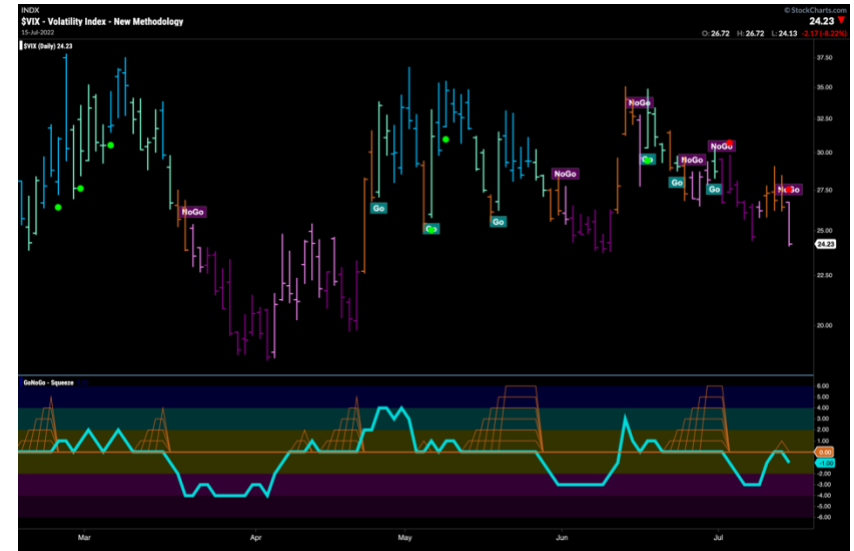 INDX
© StockCharts.com
$VIX - Volatility Index - New Methodology
24.23
15-Jul-2022
O: 26.72 H: 26.72 L: 24.13 -2.17 (-8.22%)
$VIX (Daily) 24.23
37.50
35.00
32.50
30.00
27.50
25.00
24.23
22.50
20.00
NoGo
Go
Go
Go
NoGo
NoGo
Go
NoGo
Go
NoGo
Go
NoGo
GoNoGo - Squeeze
6.00
5.00
4.00
3.00
2.00
1.00
0.00
-1.00
-2.00
-3.00
-4.00
-5.00
-6.00
Mar
Apr
May
Jun
Jul